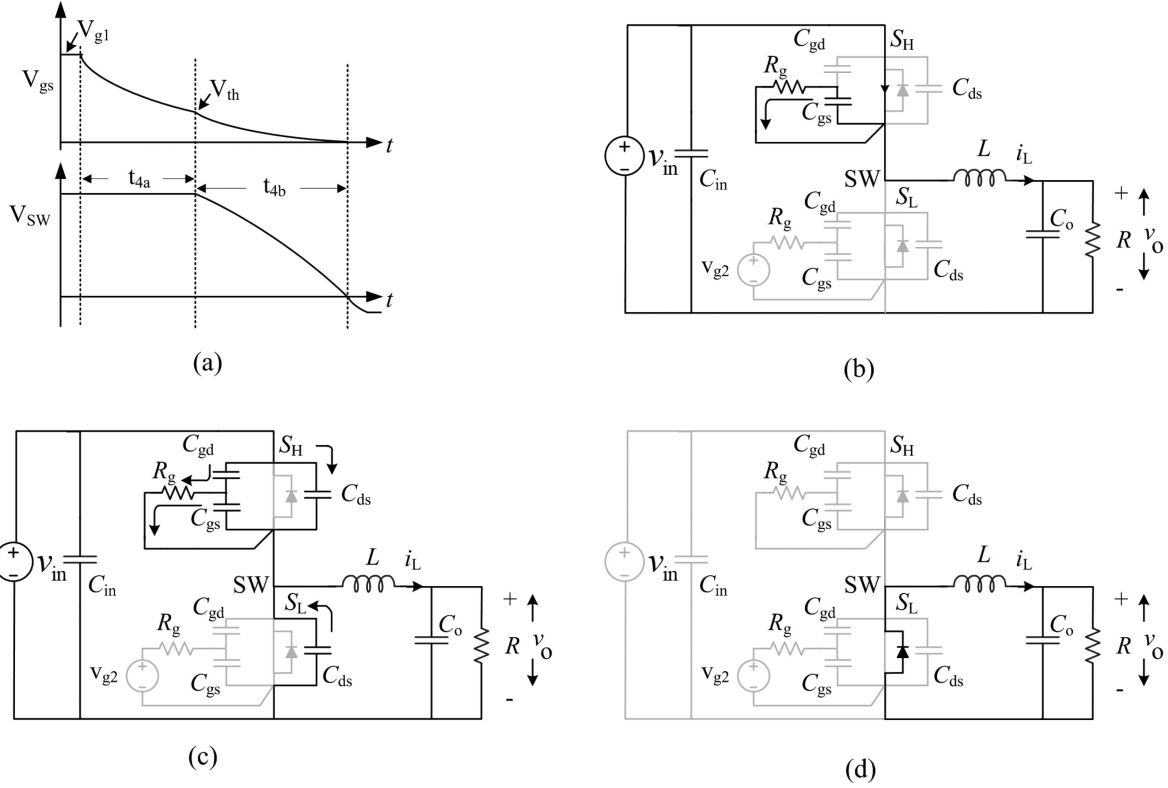 V_g1
V_gs
V_th
t
t_4a
t_4b
V_SW
t
(a)
C_gd
S_H
R_g
C_gs
C_ds
v_in
C_in
L
i_L
SW
S_L
C_gd
R_g
C_o
+
R
v_o
-
v_g2
C_gs
C_ds
(b)
C_gd
S_H
R_g
C_gs
C_ds
v_in
C_in
L
i_L
SW
S_L
C_gd
R_g
C_o
+
R
v_o
-
v_g2
C_gs
C_ds
(c)
C_gd
S_H
R_g
C_gs
C_ds
v_in
C_in
L
i_L
SW
S_L
C_gd
R_g
C_o
+
R
v_o
-
v_g2
C_gs
C_ds
(d)